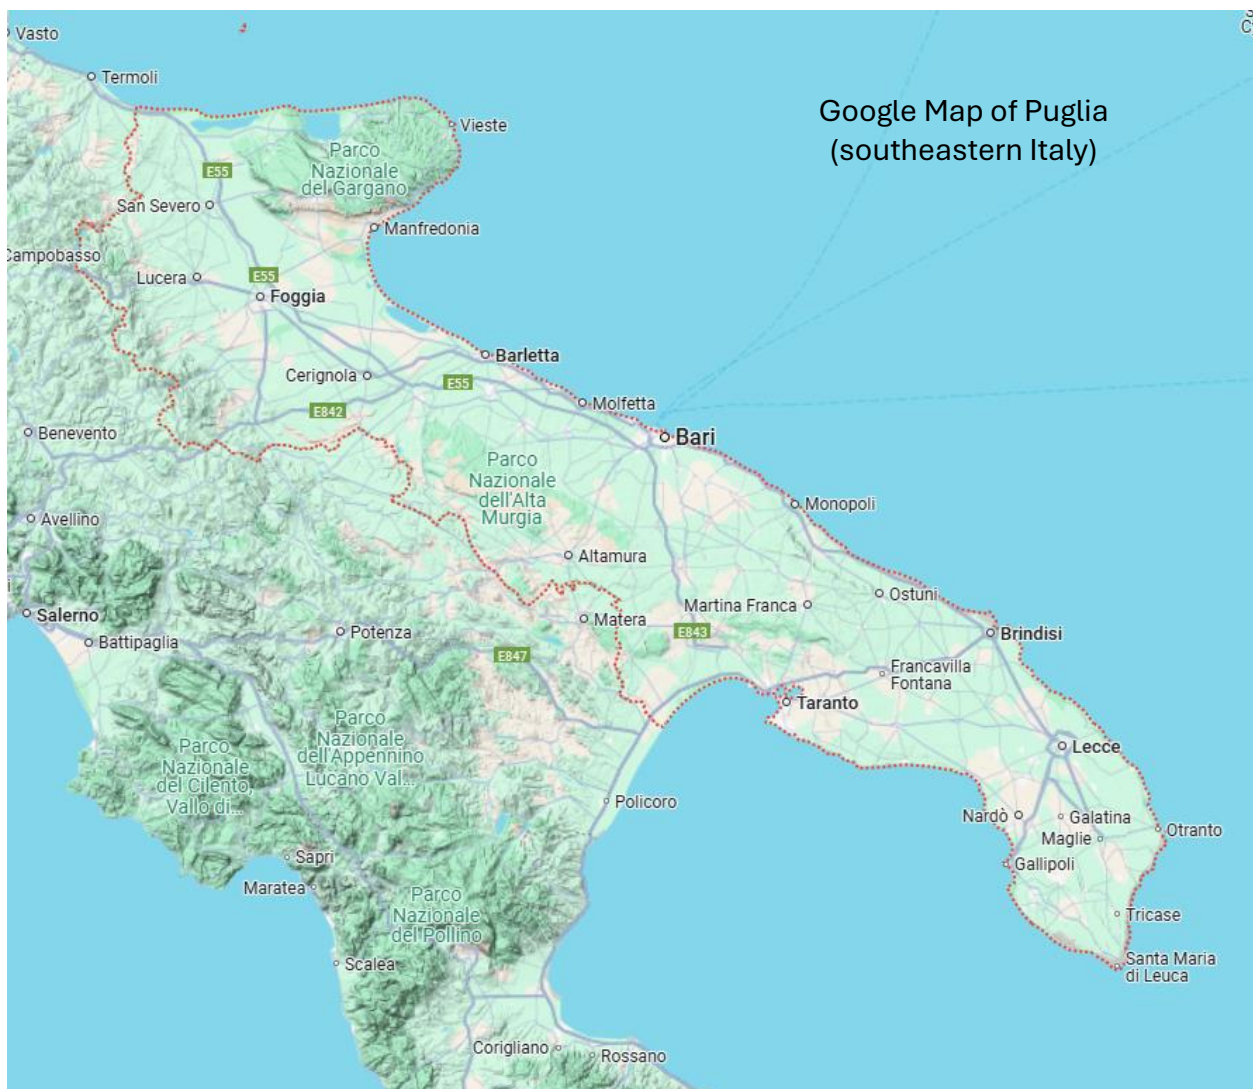 Vasto
Termoli
Google Map of Puglia
(southeastern Italy)
Vieste
Parco
Nazionale
del Gargano
E55
San Severo
Manfredonia
Campobasso
Lucera
E55
Foggia
Barletta
Cerignola
E55
Molfetta
E842
Benevento
Bari
Parco
Nazionale
dell'Alta
Murgia
Monopoli
Avellino
Altamura
Ostuni
Martina Franca
Salerno
Matera
Potenza
E843
Brindisi
Battipaglia
E847
Francavilla
Fontana
Taranto
Parco
Nazionale
dell'Appennino
Lucano Val...
Parco
Nazionale
del Cilento,
Vallo di...
Lecce
Policoro
Nardò
Galatina
Otranto
Maglie
Sapri
Gallipoli
Maratea
Parco
Nazionale
del Pollino
Tricase
Scalea
Santa Maria
di Leuca
Corigliano
Rossano